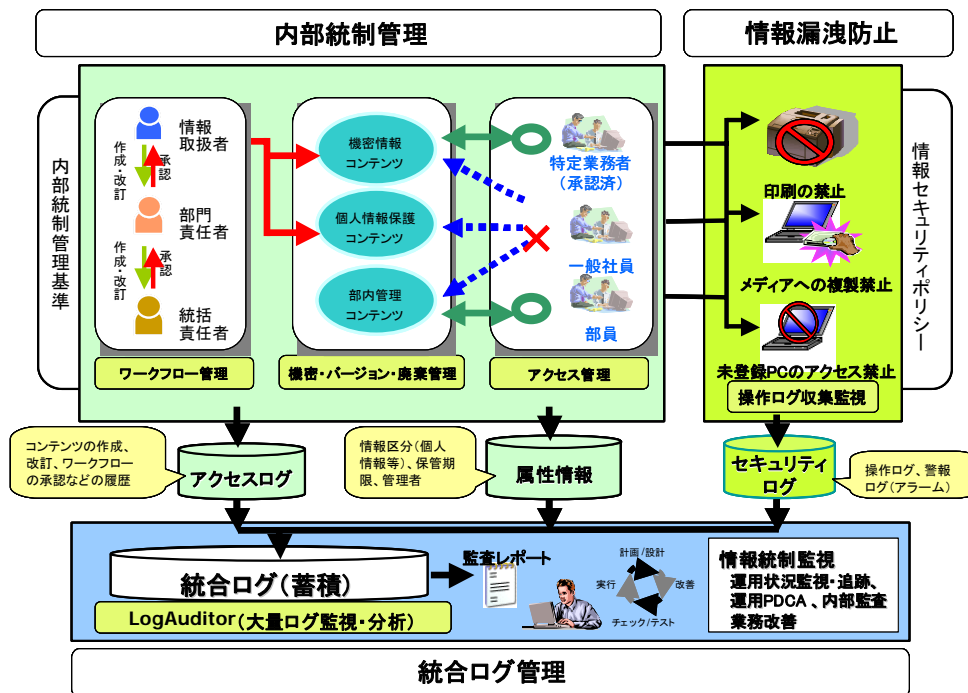 内部統制管理
情報漏洩防止
内部統制管理基準
情報
取扱者
作成・改訂
承認
部門
責任者
作成・改訂
承認
統括
責任者
ワークフロー管理
機密情報
コンテンツ
個人情報保護
コンテンツ
部内管理
コンテンツ
機密・バージョン・廃棄管理
特定業務者
(承認済)
一般社員
部員
アクセス管理
印刷の禁止
メディアへの複製禁止
未登録PCのアクセス禁止
操作ログ収集監視
情報セキュリティポリシー
コンテンツの作成、
改訂、ワークフロー
の承認などの履歴
アクセスログ
情報区分(個人
情報等)、保管期
限、管理者
属性情報
セキュリティ
ログ
操作ログ、警報
ログ(アラーム)
統合ログ(蓄積)
LogAuditor(大量ログ監視・分析)
監査レポート
計画/設計
実行
改善
チェック/テスト
情報統制監視
運用状況監視・追跡、
運用PDCA 、内部監査
業務改善
統合ログ管理